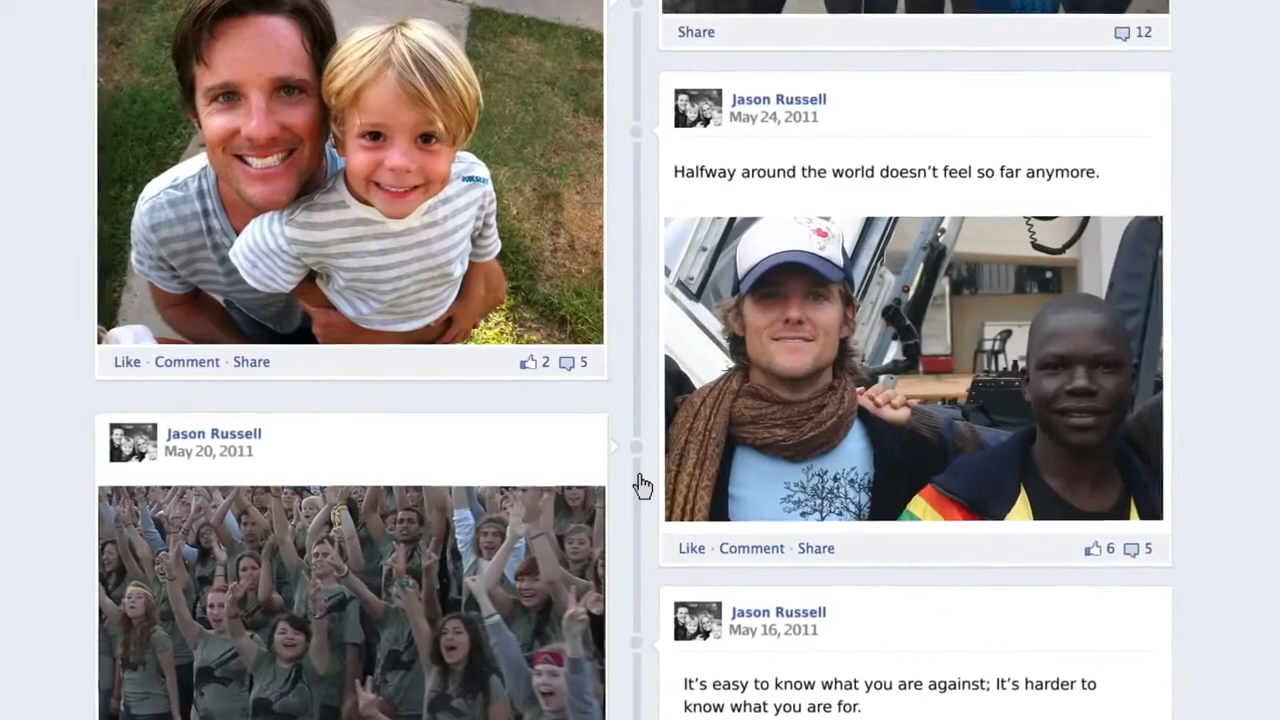 Like · Comment · Share
2
5
Jason Russell
May 20, 2011
Share
12
Jason Russell
May 24, 2011
Halfway around the world doesn't feel so far anymore.
Like · Comment · Share
6
5
Jason Russell
May 16, 2011
It's easy to know what you are against; It's harder to
know what you are for.